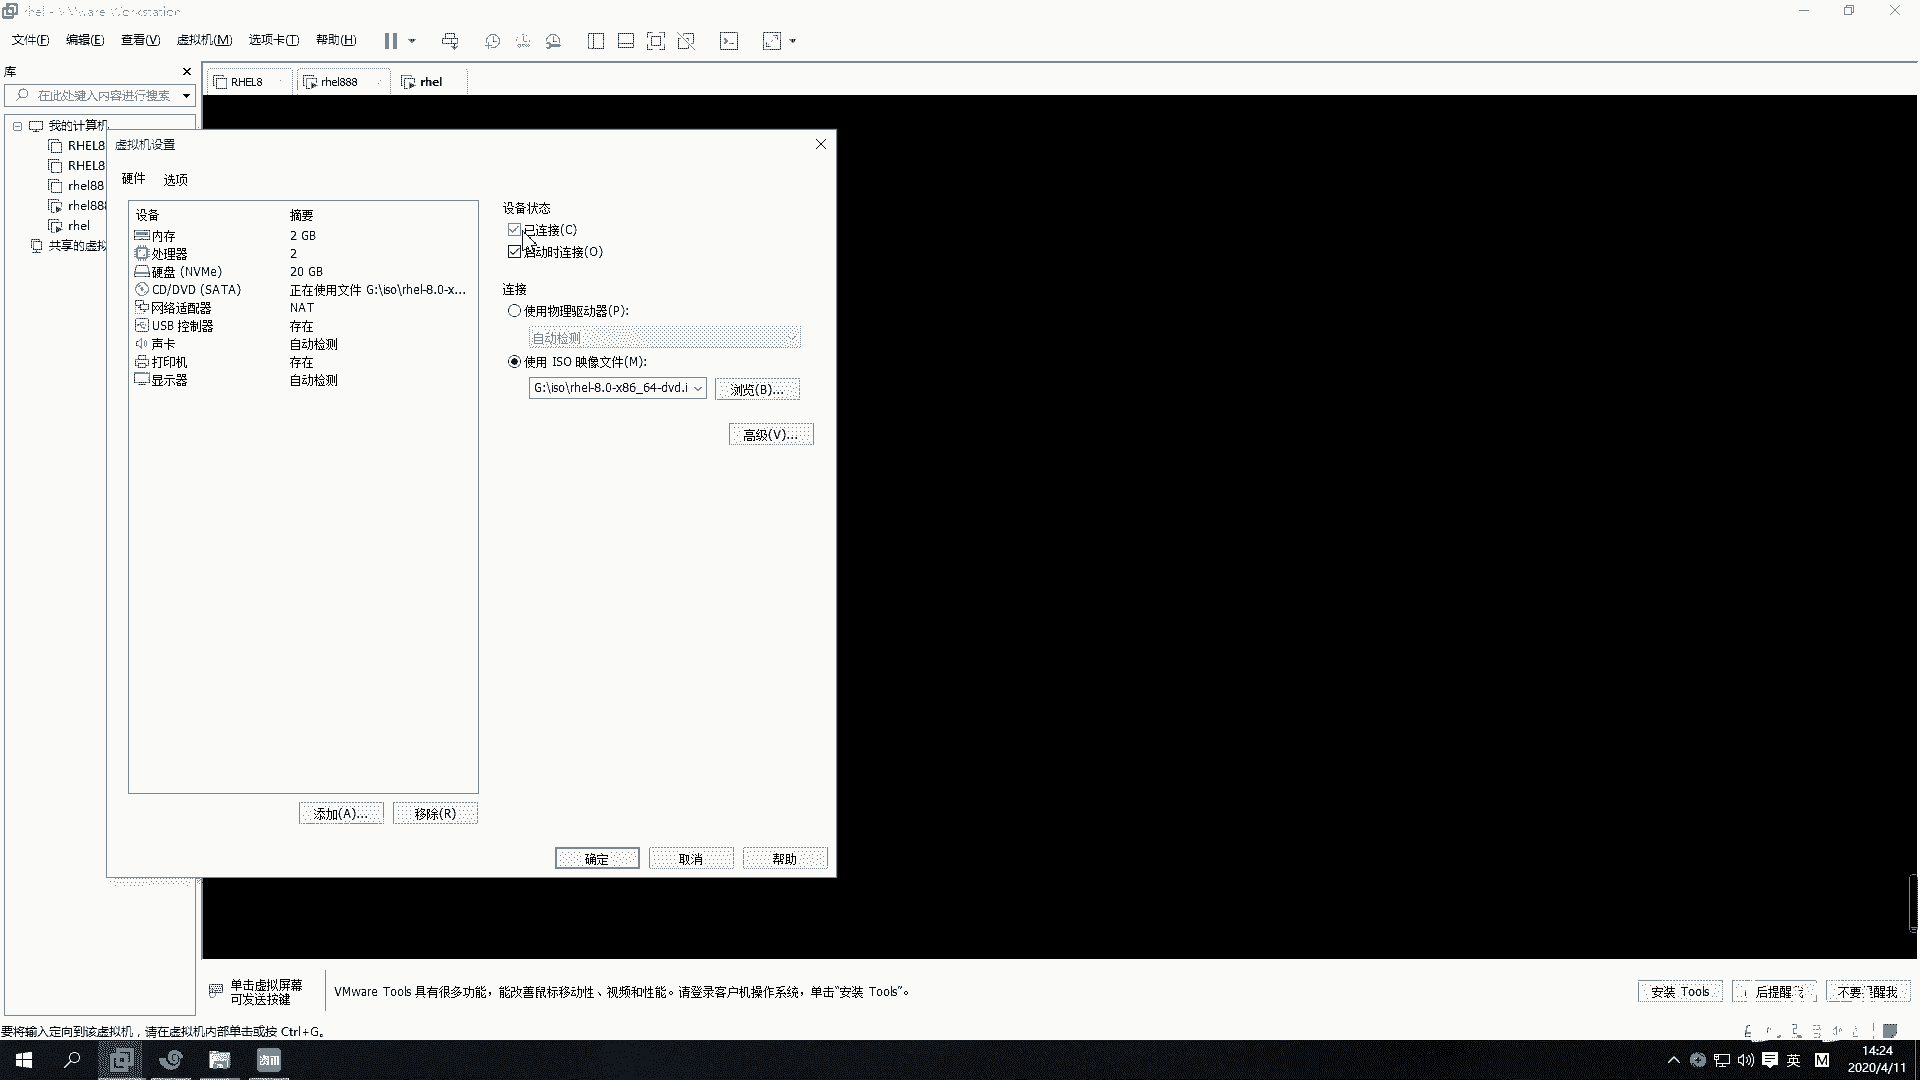 rhel - VMware Workstation
文件(F) 编辑(E) 查看(V) 虚拟机(M) 选项卡(T) 帮助(H)
库
在此处键入内容进行搜索
RHEL8 rhel888 rhel
我的计算机
RHEL8
RHEL8
rhel88
rhel888
rhel
共享的虚拟
虚拟机设置
硬件 选项
设备 摘要
内存 2 GB
处理器 2
硬盘 (NVMe) 20 GB
CD/DVD (SATA) 正在使用文件 G:\iso\rhel-8.0-x...
网络适配器 NAT
USB 控制器 存在
声卡 自动检测
打印机 存在
显示器 自动检测
添加(A)... 移除(R)
设备状态
已连接(C)
启动时连接(O)
连接
使用物理驱动器(P):
自动检测
使用 ISO 映像文件(M):
G:\iso\rhel-8.0-x86_64-dvd.i 浏览(B)...
高级(V)...
确定 取消 帮助
单击虚拟屏幕
可发送按键
VMware Tools 具有很多功能，能改善鼠标移动性、视频和性能。请登录客户机操作系统，单击“安装 Tools”。
安装 Tools 后提醒我 不要提醒我
要将输入定向到该虚拟机，请在虚拟机内部单击或按 Ctrl+G。
英 M
14:24
2020/4/11